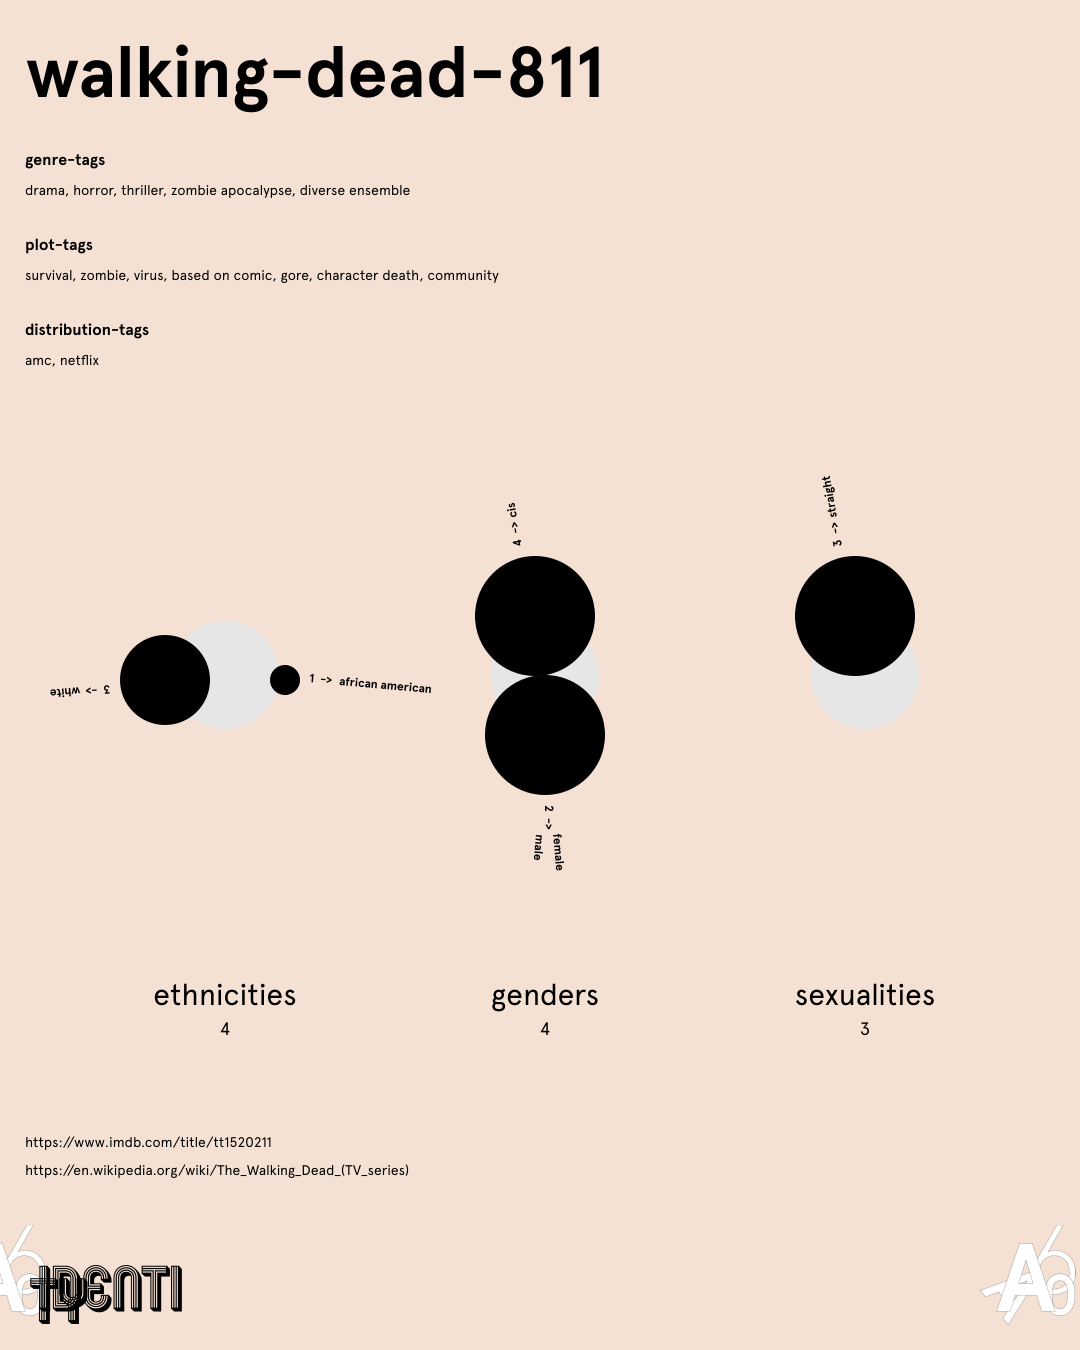 walking-dead-811
genre-tags
drama, horror, thriller, zombie apocalypse, diverse ensemble
plot-tags
survival, zombie, virus, based on comic, gore, character death, community
distribution-tags
amc, netflix
3 -> white
1 -> african american
4 -> cis
2 -> female
male
3 -> straight
ethnicities
4
genders
4
sexualities
3
https://www.imdb.com/title/tt1520211
https://en.wikipedia.org/wiki/The_Walking_Dead_(TV_series)
IDENTI
TY